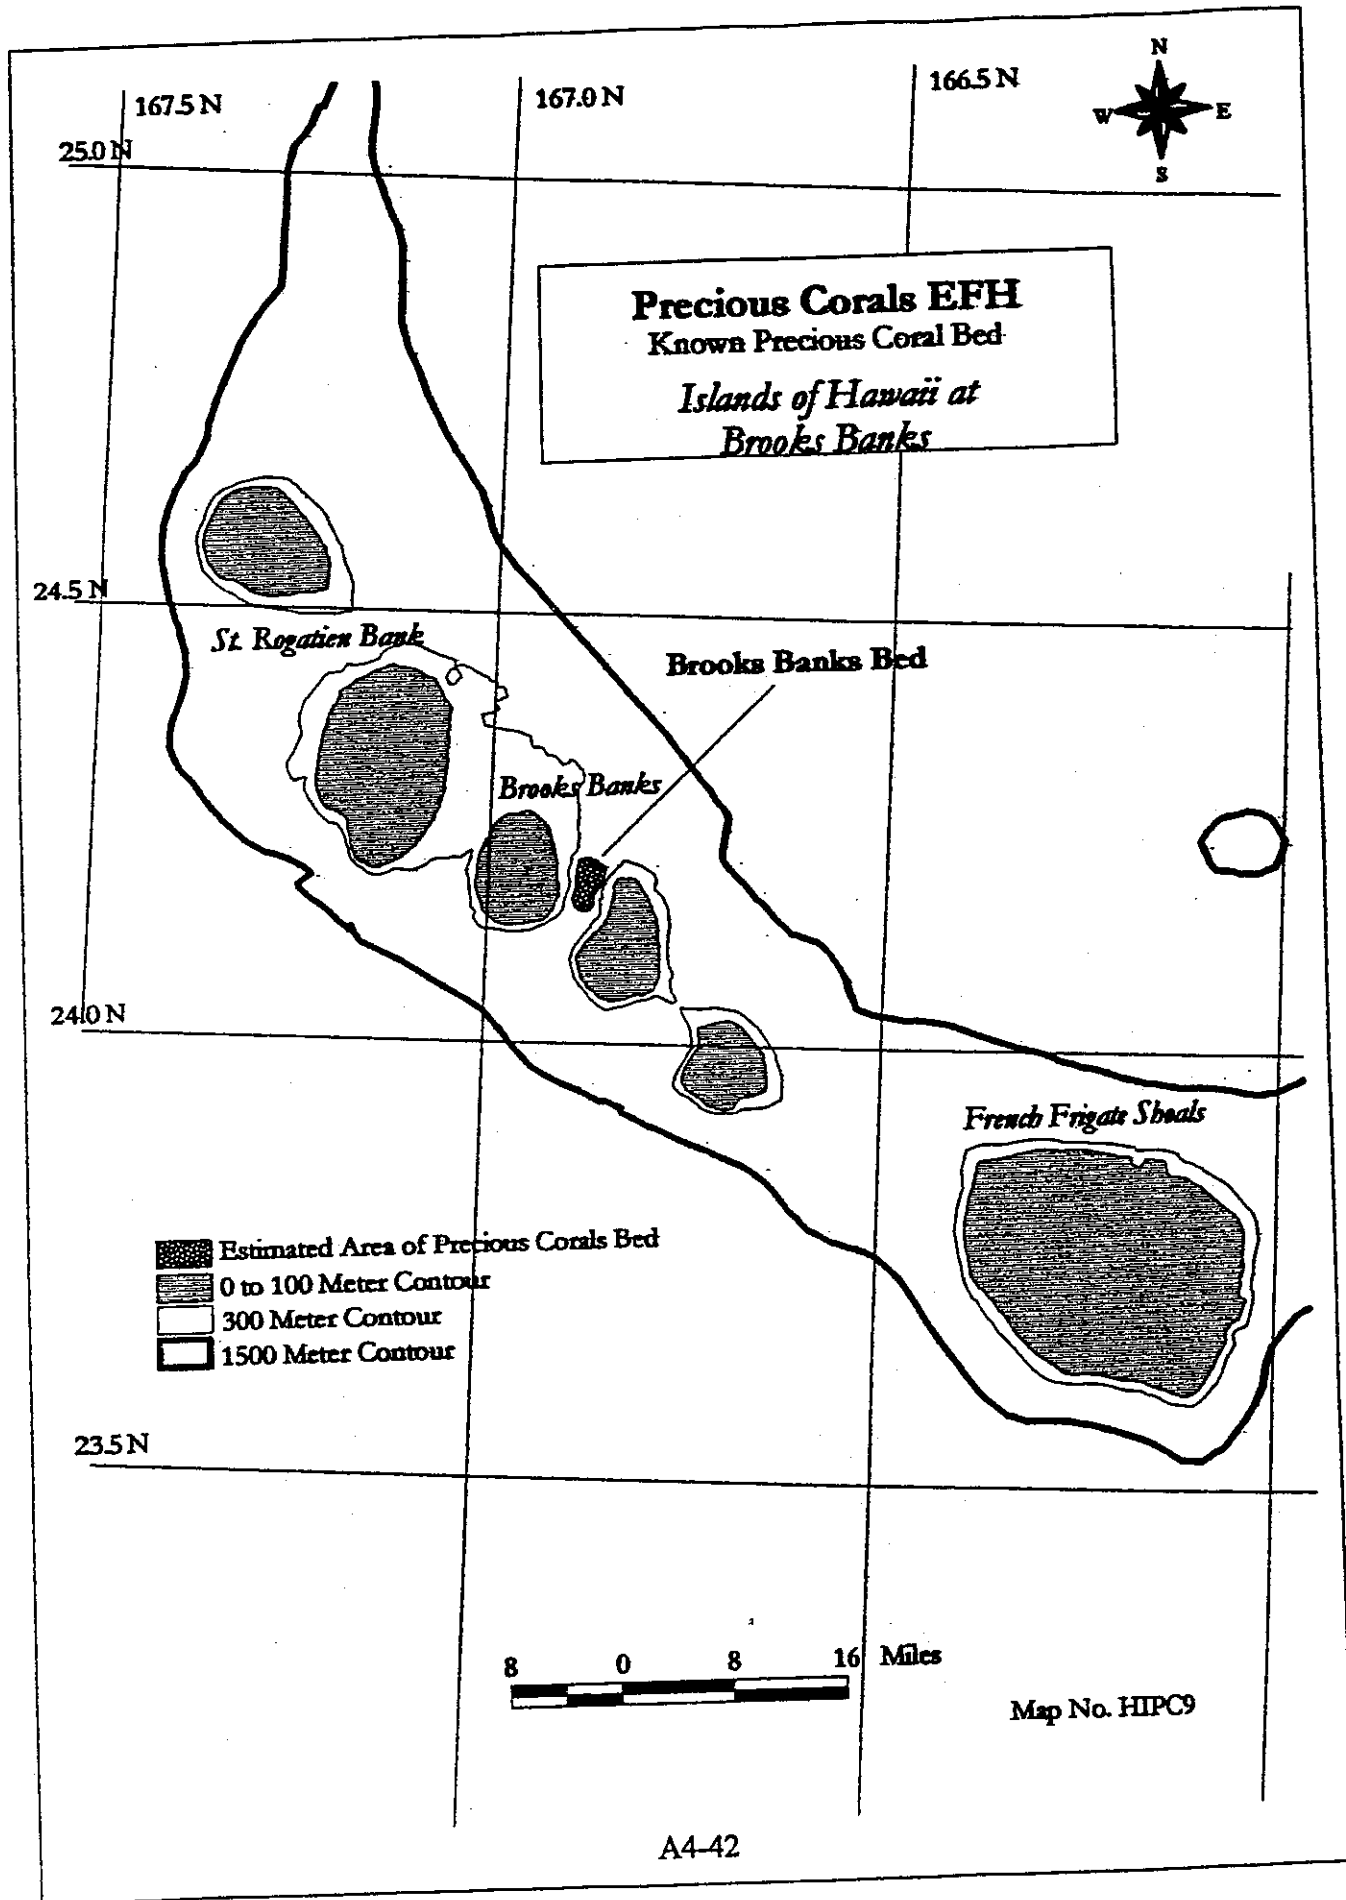 N
167.5 N
167.0 N
166.5 N
W
E
25.0 N
S
Precious Corals EFH
Known Precious Coral Bed
Islands of Hawaii at
Brooks Banks
24.5 N
St. Rogatien Bank
Brooks Banks Bed
Brooks Banks
24.0 N
French Frigate Shoals
Estimated Area of Precious Corals Bed
0 to 100 Meter Contour
300 Meter Contour
1500 Meter Contour
23.5 N
8 0 8 16 Miles
Map No. HIPC9
A4-42